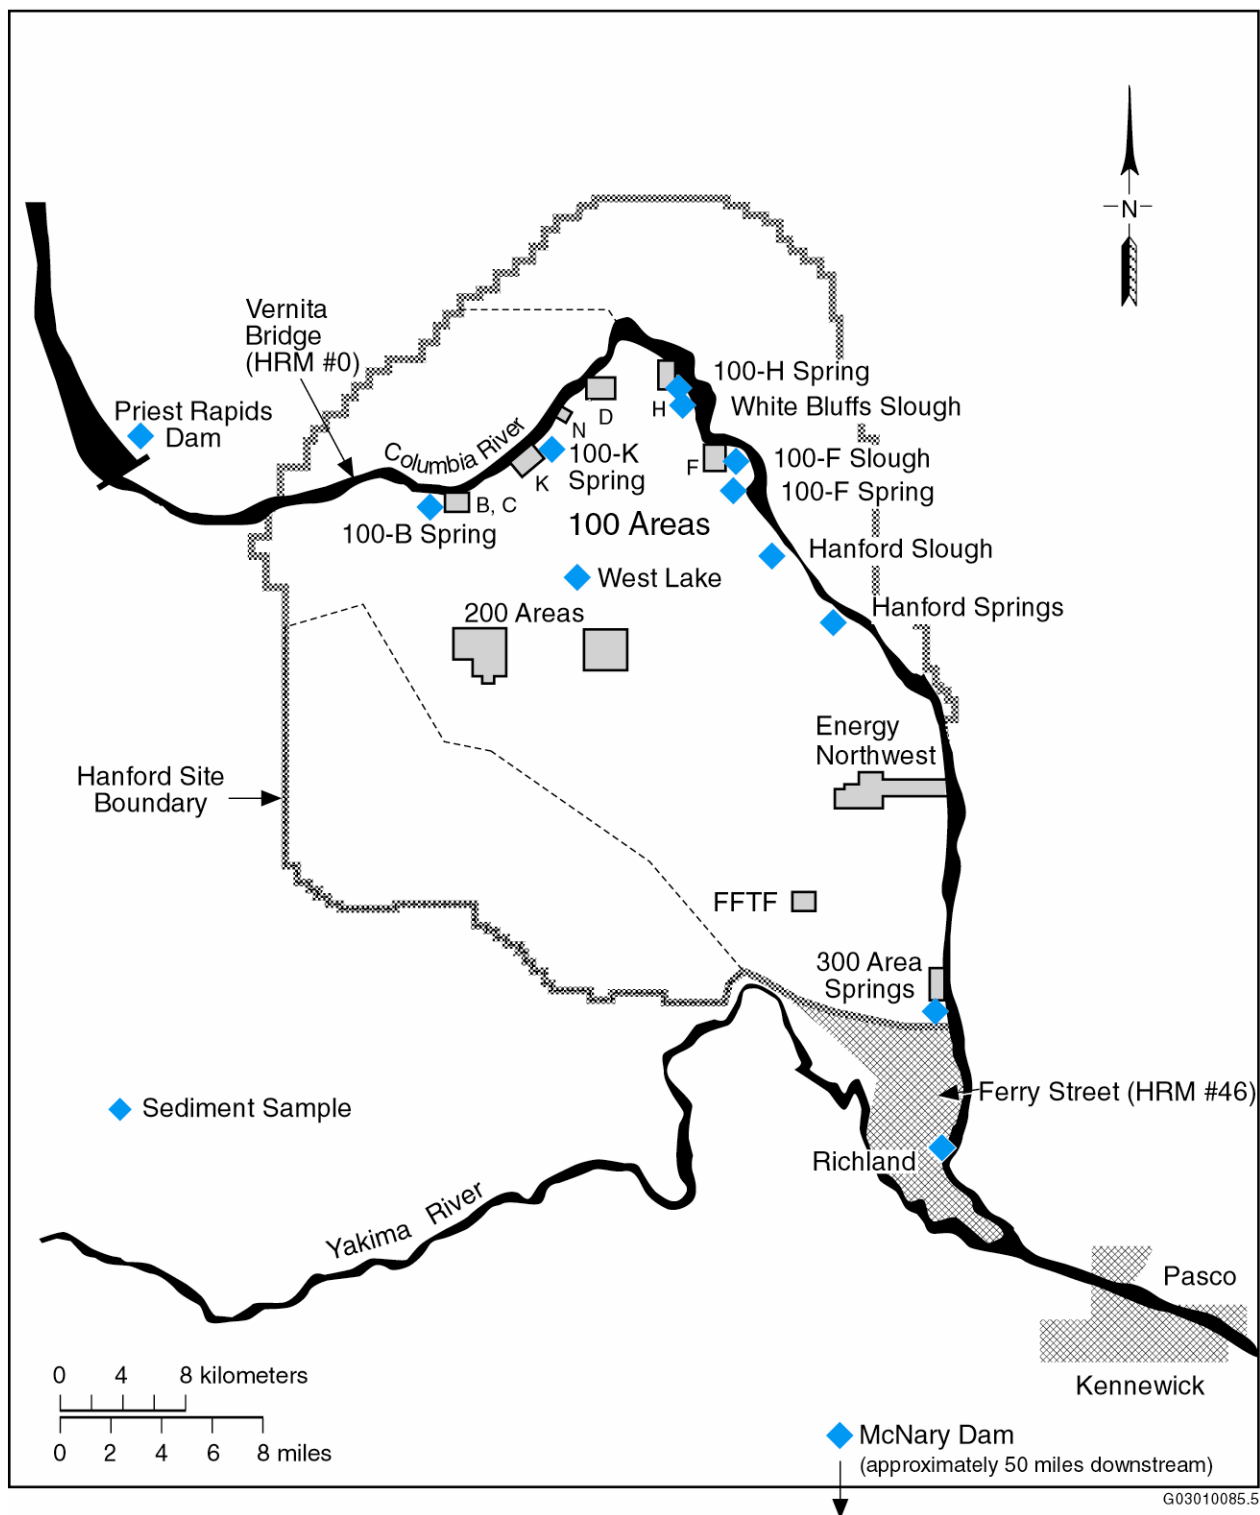 N
Vernita
Bridge
(HRM #0)
Priest Rapids
Dam
Columbia River
100-H Spring
H
White Bluffs Slough
D
N
100-K
Spring
K
F
100-F Slough
100-F Spring
B, C
100-B Spring
100 Areas
Hanford Slough
West Lake
Hanford Springs
200 Areas
Energy
Northwest
Hanford Site
Boundary
FFTF
300 Area
Springs
Ferry Street (HRM #46)
Sediment Sample
Richland
Yakima River
Pasco
Kennewick
0 4 8 kilometers
0 2 4 6 8 miles
McNary Dam
(approximately 50 miles downstream)
G03010085.5